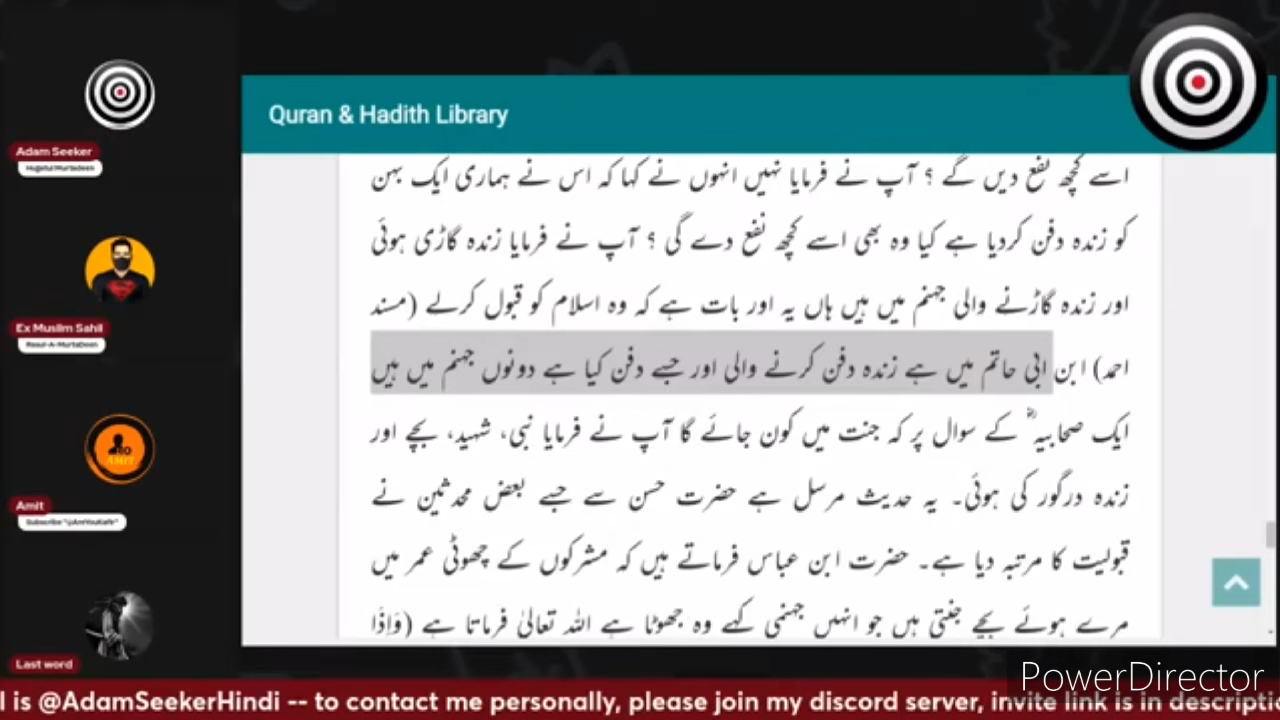 Quran & Hadith Library
Adam Seeker
HujjatulMurtadeen
Ex Muslim Sahil
Rasul-A-MurtaDeen
AMIT
Amit
Subscribe "@AmYouKafir"
Last word
اسے کچھ نفع دیں گے ؟ آپ نے فرمایا نہیں انہوں نے کہا کہ اس نے ہماری ایک بہن
کو زندہ دفن کردیا ہے کیا وہ بھی اسے کچھ نفع دے گی ؟ آپ نے فرمایا زندہ گاڑی ہوئی
اور زندہ گاڑنے والی جہنم میں ہیں ہاں یہ اور بات ہے کہ وہ اسلام کو قبول کرلے (مسند
احمد) ابن ابی حاتم میں ہے زندہ دفن کرنے والی اور جسے دفن کیا ہے دونوں جہنم میں ہیں
ایک صحابیہ ؓ کے سوال پر کہ جنت میں کون جائے گا آپ نے فرمایا نبی، شہید، بچے اور
زندہ درگور کی ہوئی۔ یہ حدیث مرسل ہے حضرت حسن سے جسے بعض محدثین نے
قبولیت کا مرتبہ دیا ہے۔ حضرت ابن عباس فرماتے ہیں کہ مشرکوں کے چھوٹی عمر میں
مرے ہوئے بچے جنتی ہیں جو انہیں جہنمی کہے وہ جھوٹا ہے اللہ تعالیٰ فرماتا ہے (وَاِذَا
PowerDirector
l is @AdamSeekerHindi -- to contact me personally, please join my discord server, invite link is in descripti